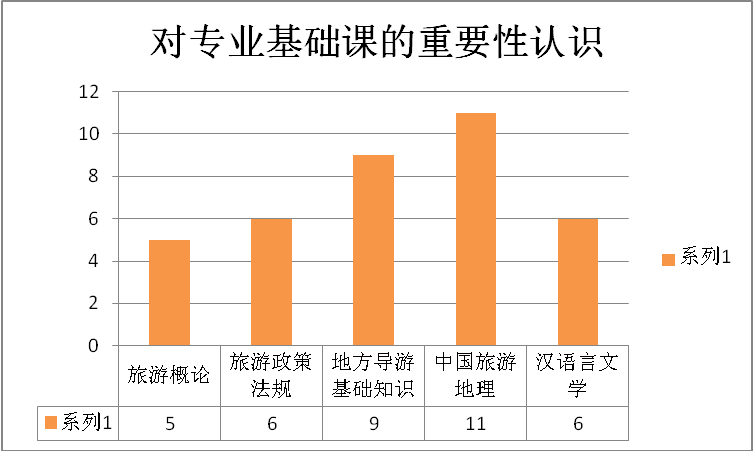 对专业基础课的重要性认识
12
10
8
6
4
2
0
旅游概论
旅游政策
法规
地方导游
基础知识
中国旅游
地理
汉语言文
学
系列1 5 6 9 11 6
系列1